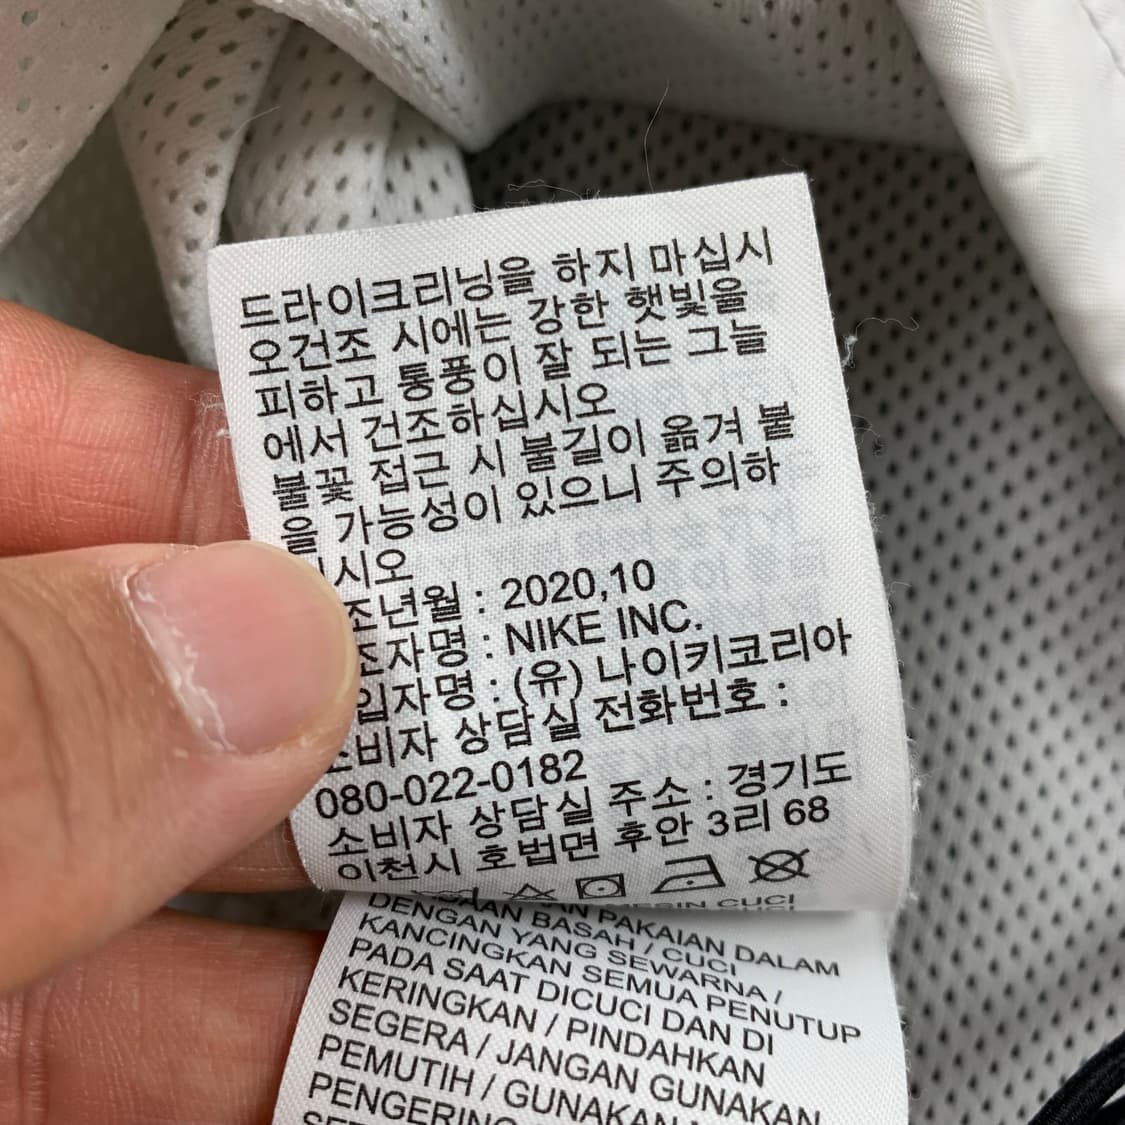 드라이크리닝을 하지 마십시
오건조 시에는 강한 햇빛을
피하고 통풍이 잘 되는 그늘
에서 건조하십시오
불꽃 접근 시 불길이 옮겨 붙
을 가능성이 있으니 주의하
시오
조년월 : 2020,10
조자명 : NIKE INC.
입자명 : (유) 나이키코리아
소비자 상담실 전화번호 :
080-022-0182
소비자 상담실 주소 : 경기도
이천시 호법면 후안 3리 68
CUCI
PAKAIAN DALAM
BASAH / CUCI
DENGAN YANG SEWARNA /
KANCINGKAN SEMUA PENUTUP
PADA SAAT DICUCI DAN DI
KERINGKAN / PINDAHKAN
SEGERA / JANGAN GUNAKAN
PEMUTIH / GUNAKAN